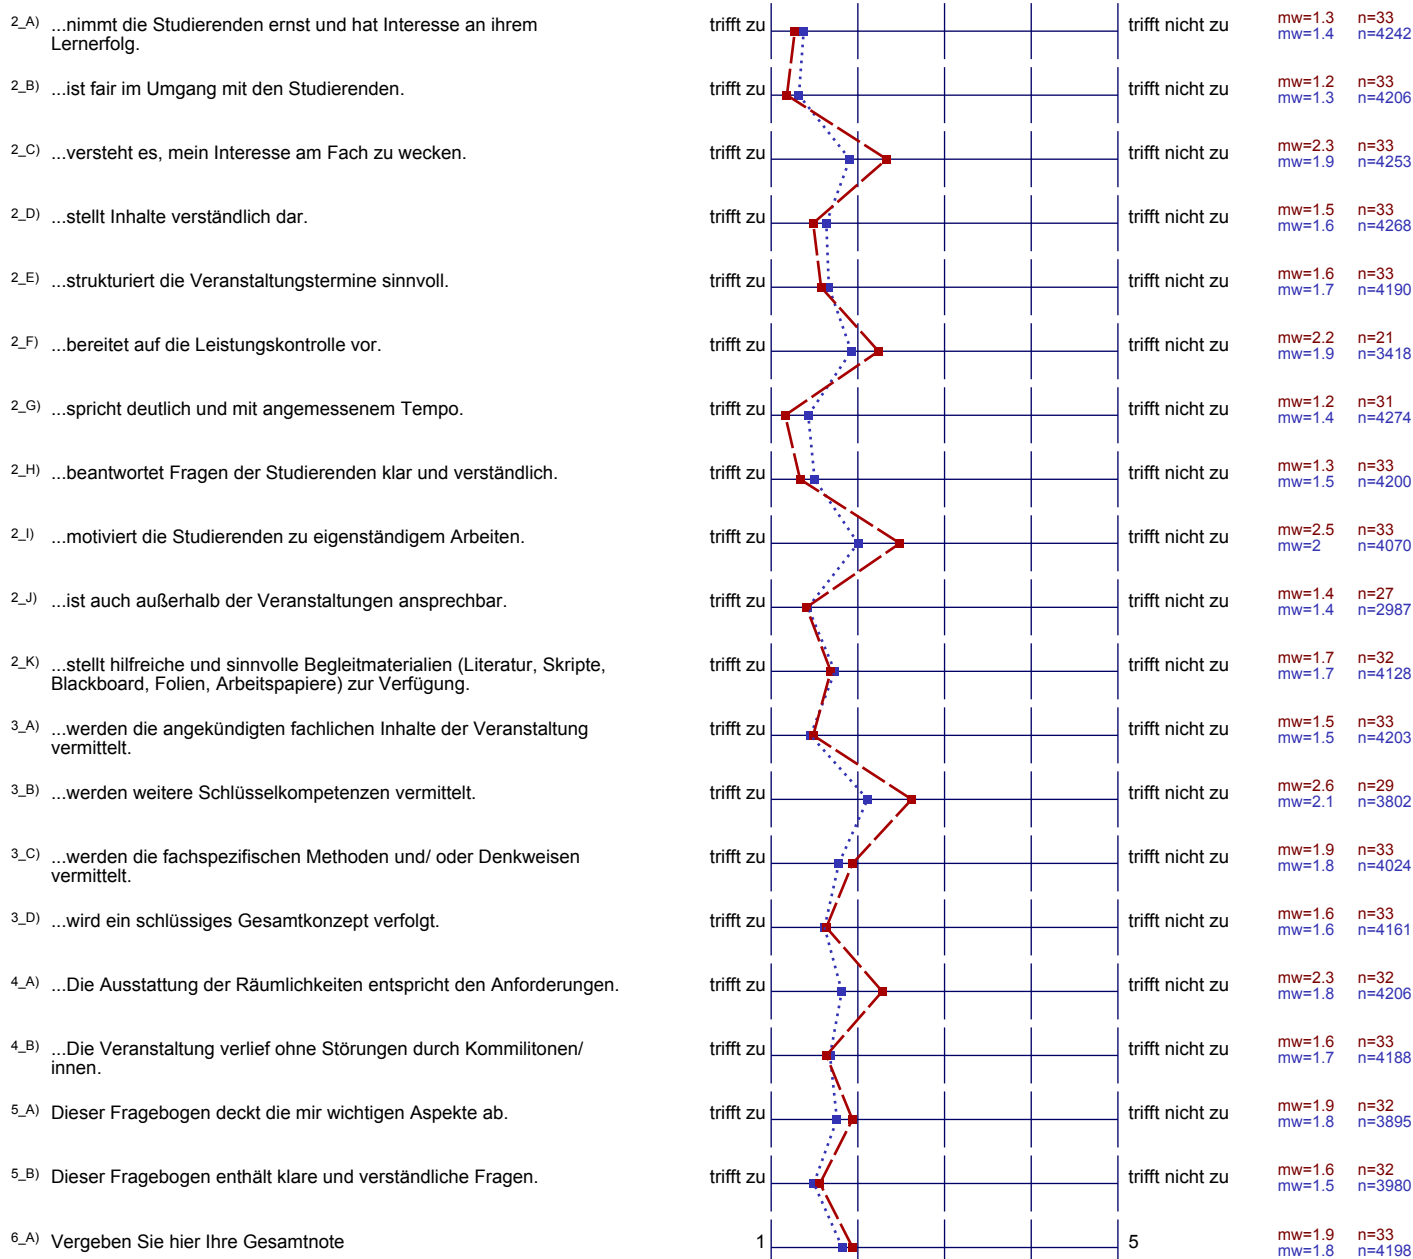 2_A) ...nimmt die Studierenden ernst und hat Interesse an ihrem
Lernerfolg.
trifft zu
trifft nicht zu
mw=1.3 n=33
mw=1.4 n=4242
2_B) ...ist fair im Umgang mit den Studierenden.
trifft zu
trifft nicht zu
mw=1.2 n=33
mw=1.3 n=4206
2_C) ...versteht es, mein Interesse am Fach zu wecken.
trifft zu
trifft nicht zu
mw=2.3 n=33
mw=1.9 n=4253
2_D) ...stellt Inhalte verständlich dar.
trifft zu
trifft nicht zu
mw=1.5 n=33
mw=1.6 n=4268
2_E) ...strukturiert die Veranstaltungstermine sinnvoll.
trifft zu
trifft nicht zu
mw=1.6 n=33
mw=1.7 n=4190
2_F) ...bereitet auf die Leistungskontrolle vor.
trifft zu
trifft nicht zu
mw=2.2 n=21
mw=1.9 n=3418
2_G) ...spricht deutlich und mit angemessenem Tempo.
trifft zu
trifft nicht zu
mw=1.2 n=31
mw=1.4 n=4274
2_H) ...beantwortet Fragen der Studierenden klar und verständlich.
trifft zu
trifft nicht zu
mw=1.3 n=33
mw=1.5 n=4200
2_I) ...motiviert die Studierenden zu eigenständigem Arbeiten.
trifft zu
trifft nicht zu
mw=2.5 n=33
mw=2 n=4070
2_J) ...ist auch außerhalb der Veranstaltungen ansprechbar.
trifft zu
trifft nicht zu
mw=1.4 n=27
mw=1.4 n=2987
2_K) ...stellt hilfreiche und sinnvolle Begleitmaterialien (Literatur, Skripte,
Blackboard, Folien, Arbeitspapiere) zur Verfügung.
trifft zu
trifft nicht zu
mw=1.7 n=32
mw=1.7 n=4128
3_A) ...werden die angekündigten fachlichen Inhalte der Veranstaltung
vermittelt.
trifft zu
trifft nicht zu
mw=1.5 n=33
mw=1.5 n=4203
3_B) ...werden weitere Schlüsselkompetenzen vermittelt.
trifft zu
trifft nicht zu
mw=2.6 n=29
mw=2.1 n=3802
3_C) ...werden die fachspezifischen Methoden und/ oder Denkweisen
vermittelt.
trifft zu
trifft nicht zu
mw=1.9 n=33
mw=1.8 n=4024
3_D) ...wird ein schlüssiges Gesamtkonzept verfolgt.
trifft zu
trifft nicht zu
mw=1.6 n=33
mw=1.6 n=4161
4_A) ...Die Ausstattung der Räumlichkeiten entspricht den Anforderungen.
trifft zu
trifft nicht zu
mw=2.3 n=32
mw=1.8 n=4206
4_B) ...Die Veranstaltung verlief ohne Störungen durch Kommilitonen/
innen.
trifft zu
trifft nicht zu
mw=1.6 n=33
mw=1.7 n=4188
5_A) Dieser Fragebogen deckt die mir wichtigen Aspekte ab.
trifft zu
trifft nicht zu
mw=1.9 n=32
mw=1.8 n=3895
5_B) Dieser Fragebogen enthält klare und verständliche Fragen.
trifft zu
trifft nicht zu
mw=1.6 n=32
mw=1.5 n=3980
6_A) Vergeben Sie hier Ihre Gesamtnote
1
5
mw=1.9 n=33
mw=1.8 n=4198